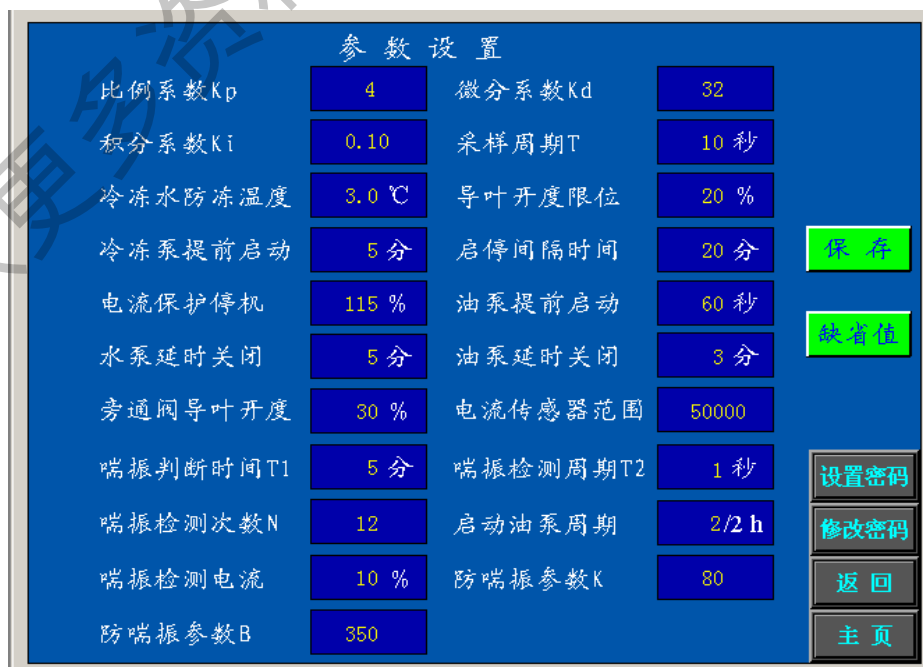 参数设置
比例系数Kp 4 微分系数Kd 32
积分系数Ki 0.10 采样周期T 10 秒
冷冻水防冻温度 3.0 ℃ 导叶开度限位 20 %
冷冻泵提前启动 5 分 启停间隔时间 20 分
保存
电流保护停机 115 % 油泵提前启动 60 秒
缺省值
水泵延时关闭 5 分 油泵延时关闭 3 分
旁通阀导叶开度 30 % 电流传感器范围 50000
喘振判断时间T1 5 分 喘振检测周期T2 1 秒
设置密码
喘振检测次数N 12 启动油泵周期 2/2 h
修改密码
喘振检测电流 10 % 防喘振参数K 80
返回
防喘振参数B 350
主页
更多资